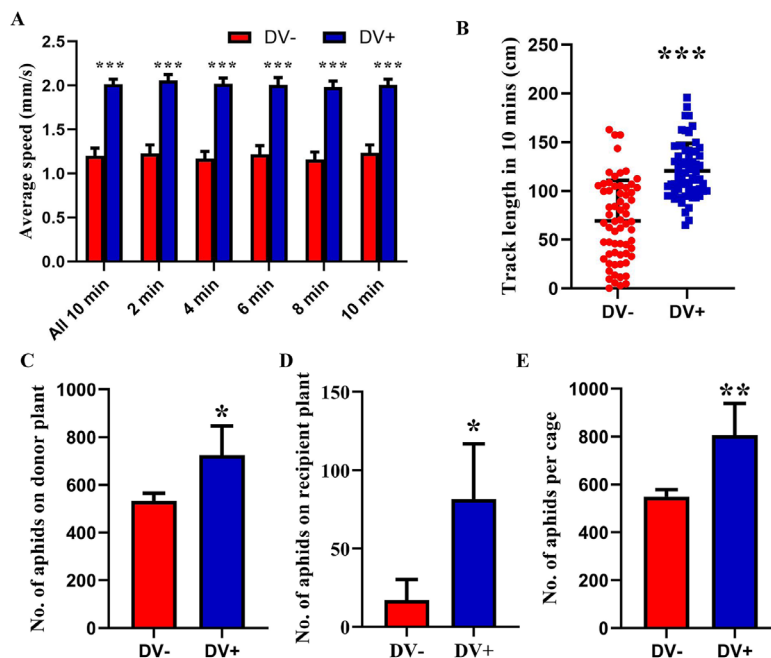 A
DV- DV+
Average speed (mm/s)
2.5
2.0
1.5
1.0
0.5
0.0
*** *** *** *** *** ***
All 10 min
2 min
4 min
6 min
8 min
10 min
B
Track length in 10 mins (cm)
250
200
150
100
50
0
***
DV- DV+
C
No. of aphids on donor plant
1000
800
600
400
200
0
*
DV- DV+
D
No. of aphids on recipient plant
150
100
50
0
*
DV- DV+
E
No. of aphids per cage
1000
800
600
400
200
0
**
DV- DV+